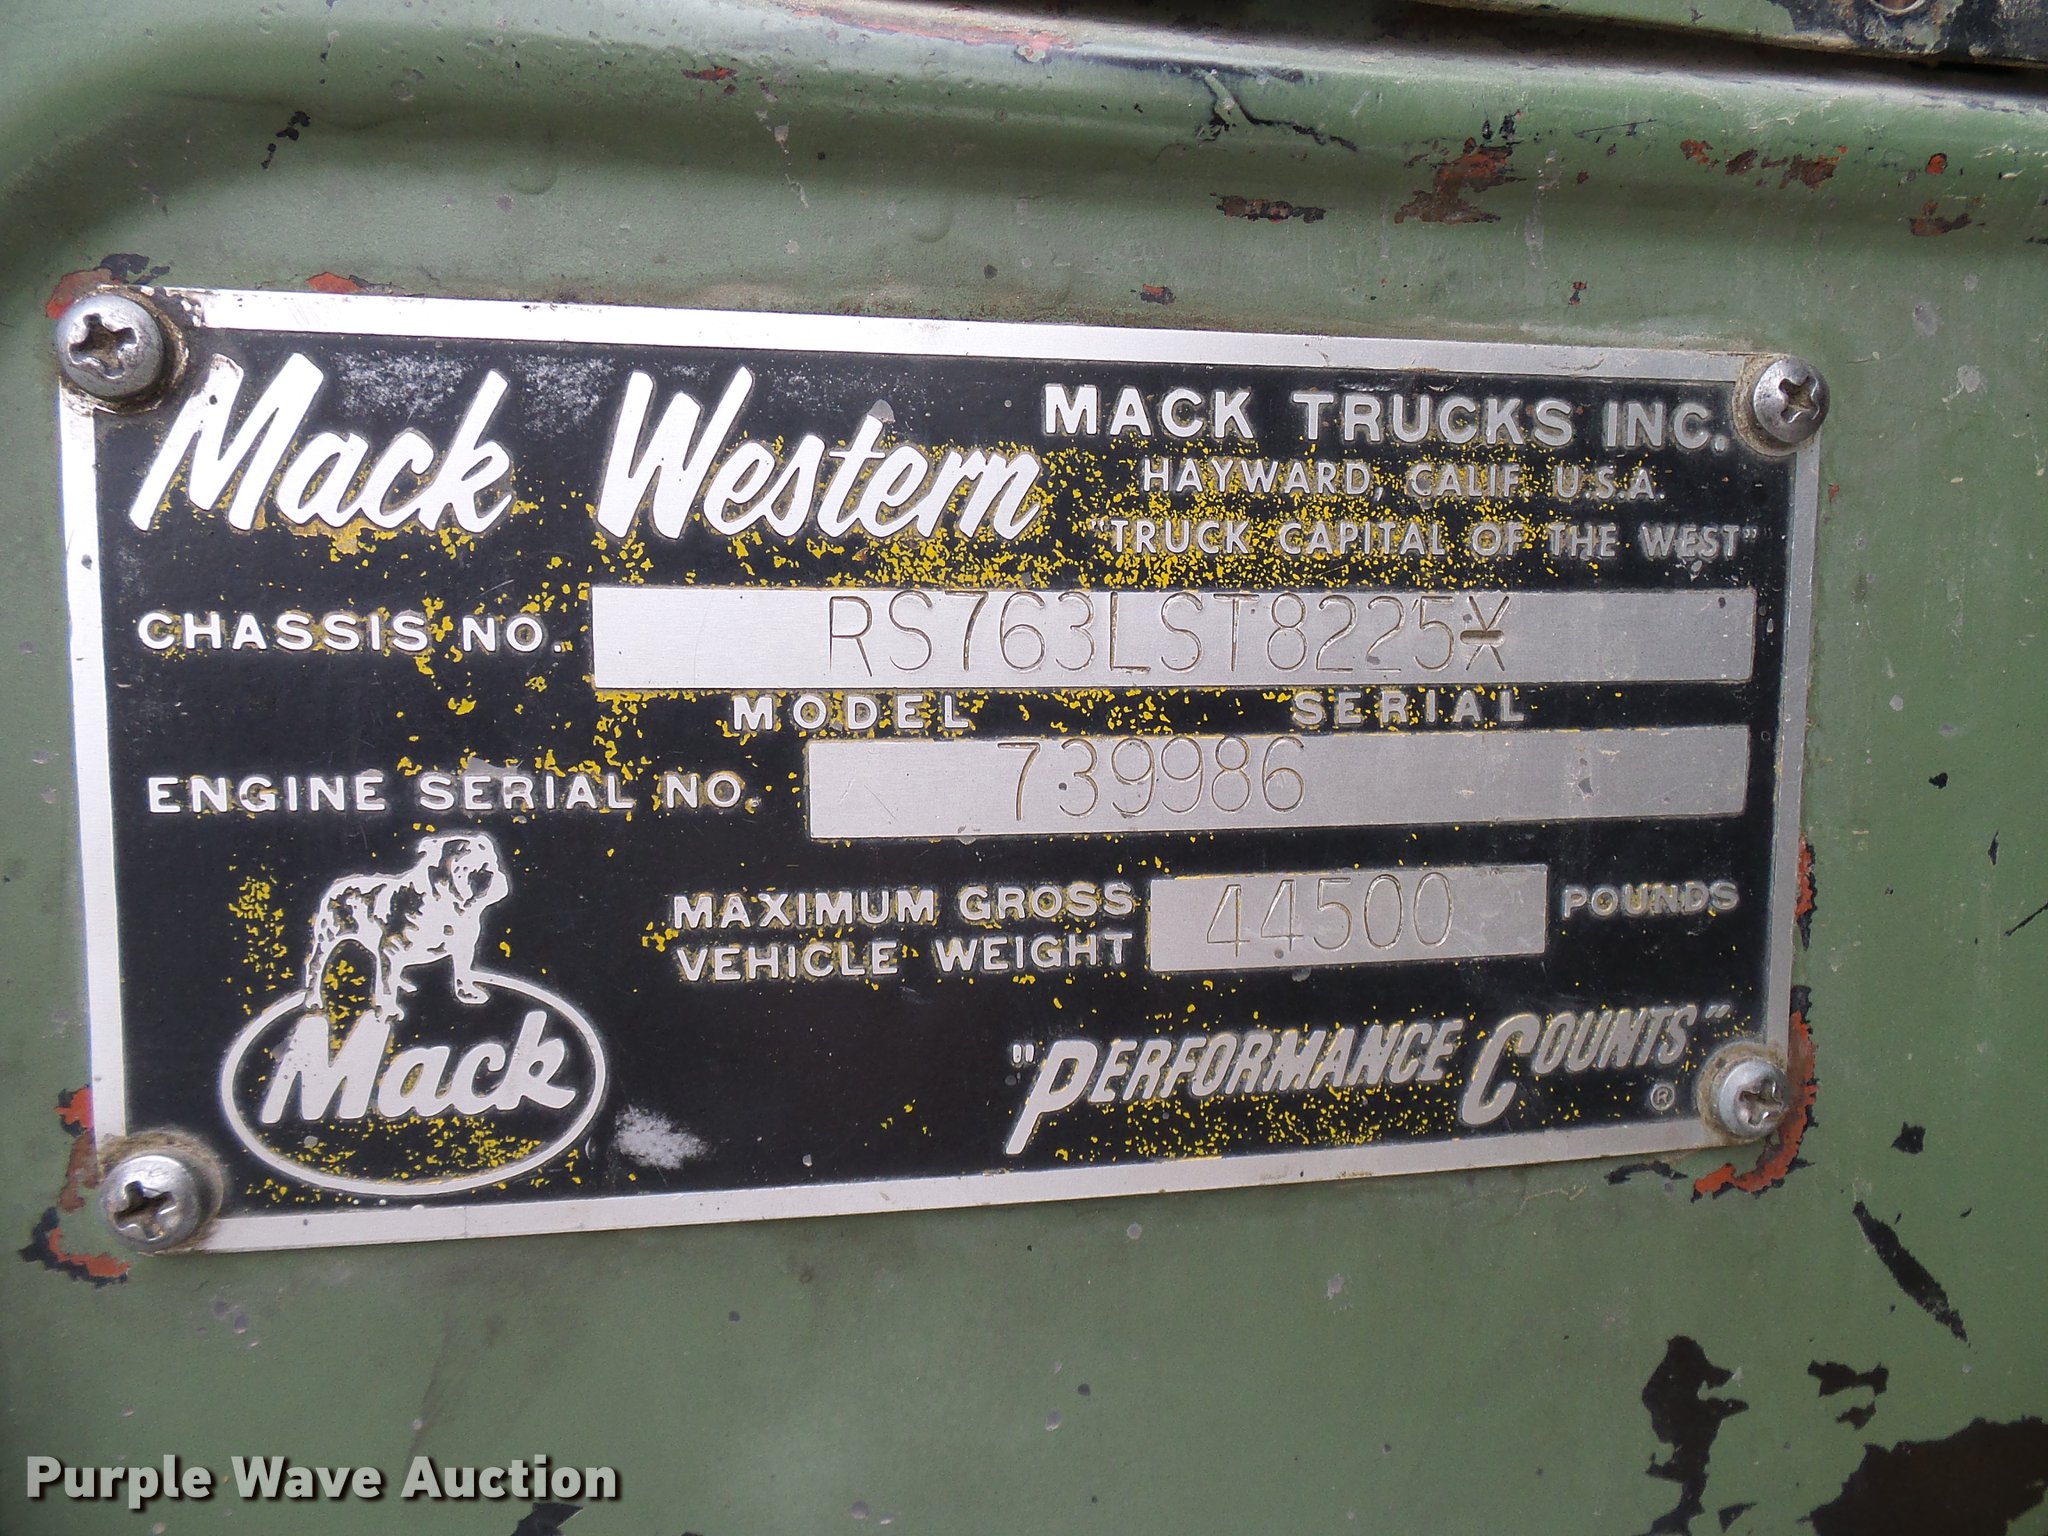 Mack Western
MACK TRUCKS INC.
HAYWARD, CALIF. U.S.A.
"TRUCK CAPITAL OF THE WEST"
CHASSIS NO. RS763LST8225X
MODEL SERIAL
ENGINE SERIAL NO. 739986
MAXIMUM GROSS
VEHICLE WEIGHT 44500 POUNDS
Mack
"PERFORMANCE COUNTS"
®
Purple Wave Auction